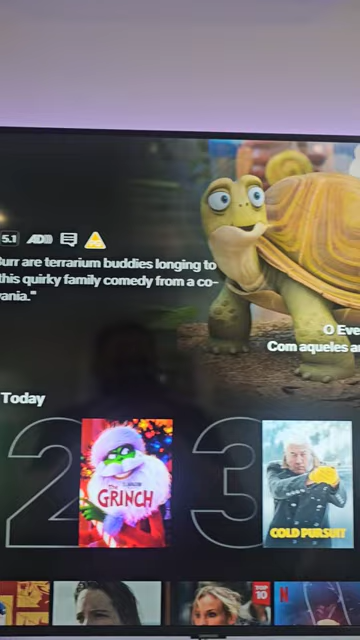 5.1 AD
PG
Burr are terrarium buddies longing to
this quirky family comedy from a co-
vania."
O Eve
Com aqueles a
Today
2
The
GRINCH
3
COLD PURSUIT
TOP
10
N